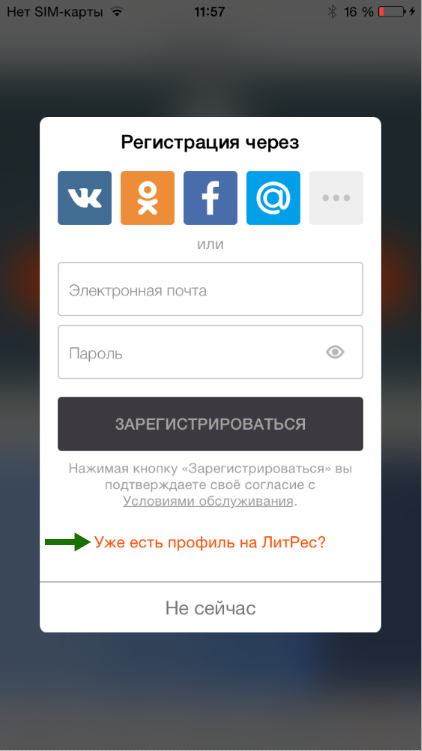 Нет SIM-карты 11:57 16 %
Регистрация через
или
Электронная почта
Пароль
ЗАРЕГИСТРИРОВАТЬСЯ
Нажимая кнопку «Зарегистрироваться» вы
подтверждаете своё согласие с
Условиями обслуживания.
Уже есть профиль на ЛитРес?
Не сейчас